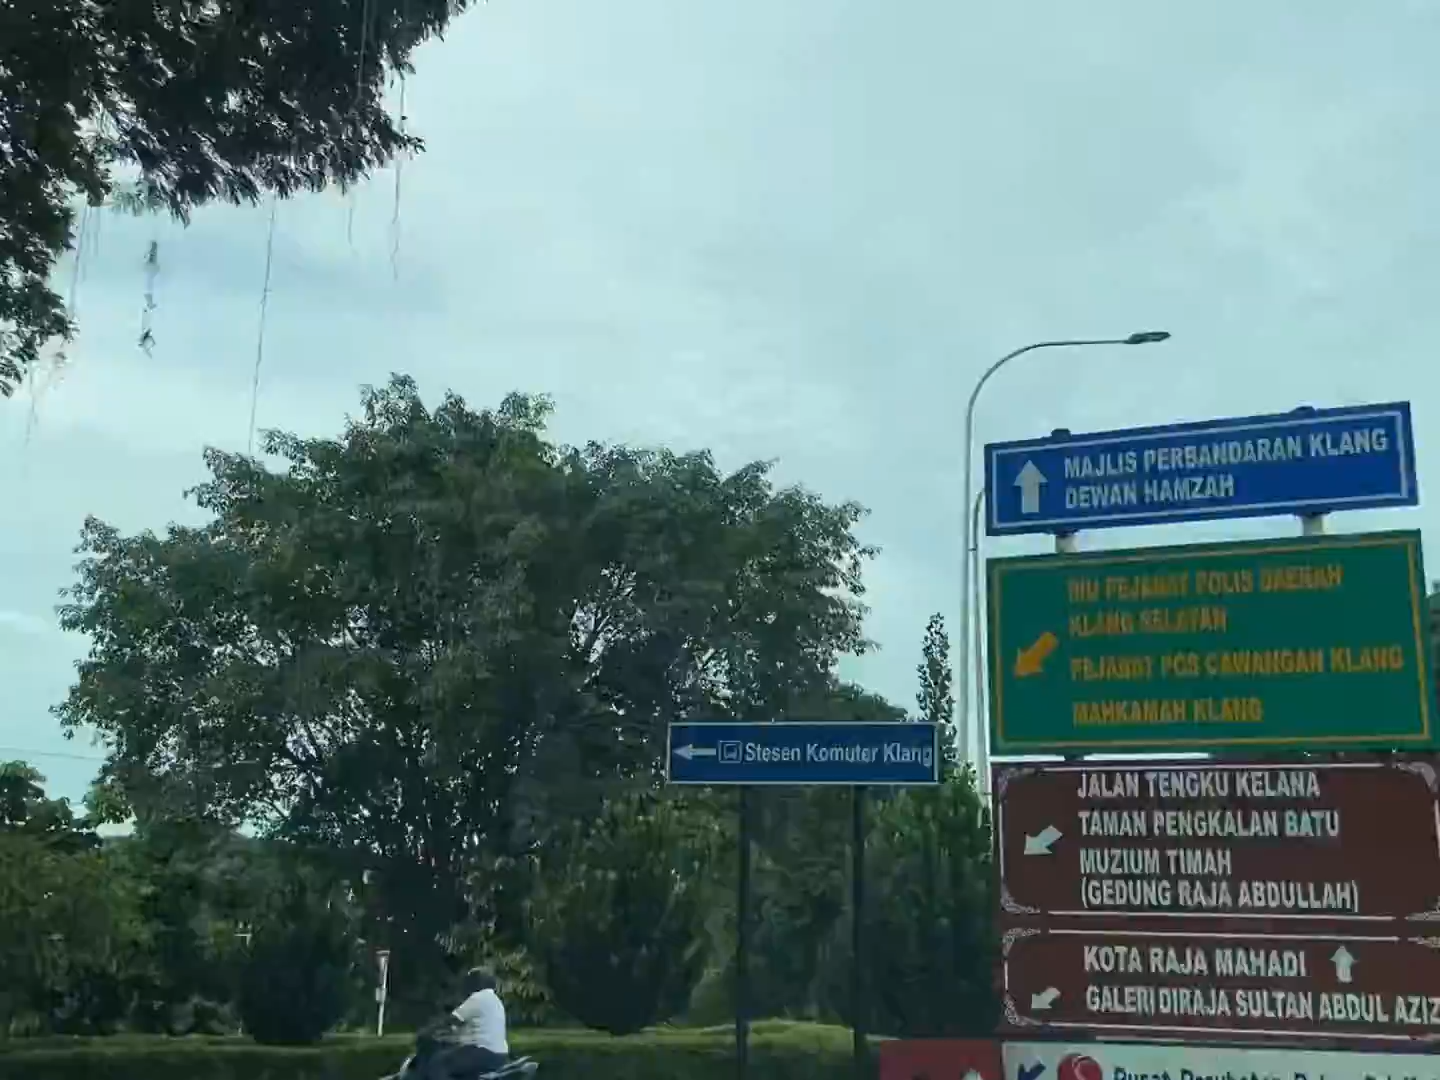 MAJLIS PERBANDARAN KLANG
DEWAN HAMZAH
IBU PEJABAT POLIS DAERAH
KLANG SELATAN
PEJABAT POS CAWANGAN KLANG
MAHKAMAH KLANG
Stesen Komuter Klang
JALAN TENGKU KELANA
TAMAN PENGKALAN BATU
MUZIUM TIMAH
(GEDUNG RAJA ABDULLAH)
KOTA RAJA MAHADI
GALERI DIRAJA SULTAN ABDUL AZIZ